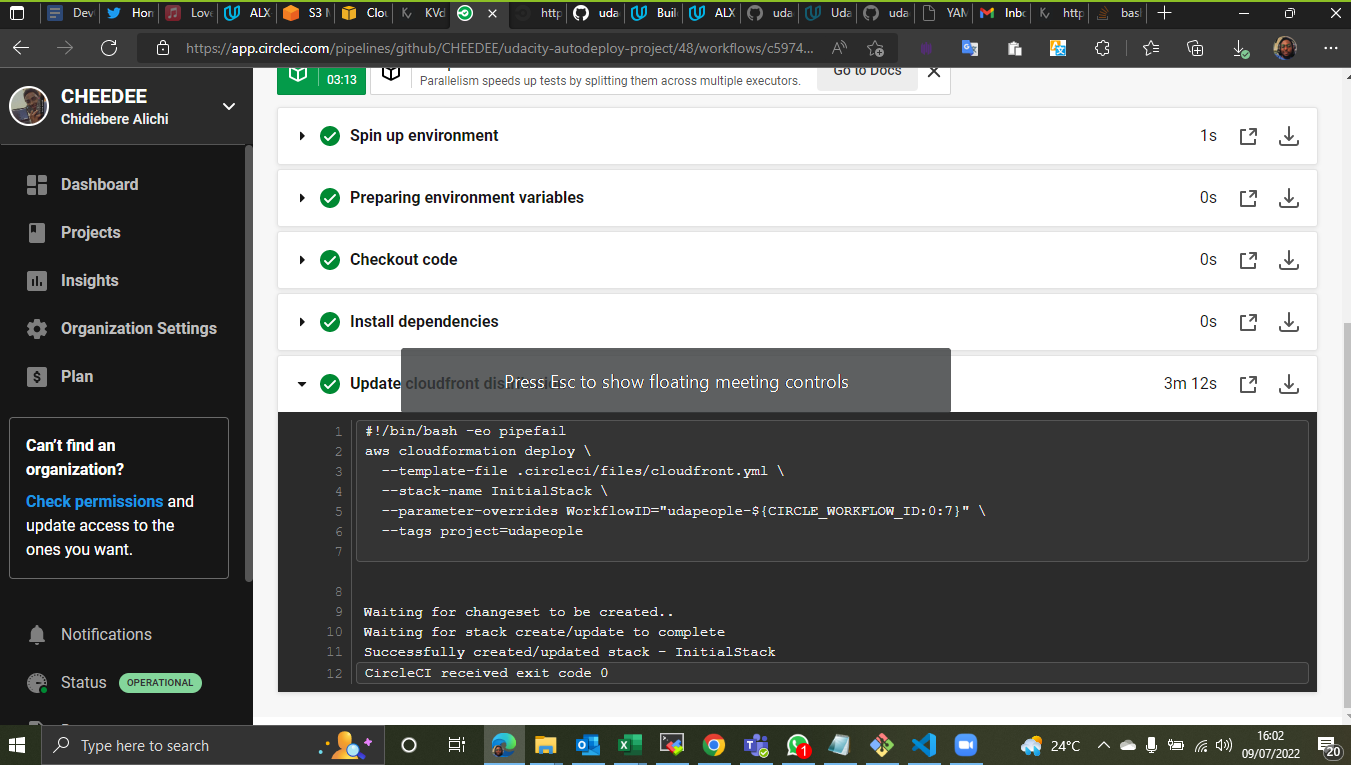 Dev
Hon
Love
ALX
S3 M
Clou
KVd
http
uda
Buil
ALX
uda
Uda
uda
YAM
Inbo
http
bash
https://app.circleci.com/pipelines/github/CHEEDEE/udacity-autodeploy-project/48/workflows/c5974...
CHEEDEE
Chidiebere Alichi
03:13
Parallelism speeds up tests by splitting them across multiple executors.
Go to Docs
Dashboard
Projects
Insights
Organization Settings
Plan
Can't find an
organization?
Check permissions and
update access to the
ones you want.
Notifications
Status OPERATIONAL
Spin up environment 1s
Preparing environment variables 0s
Checkout code 0s
Install dependencies 0s
Update cloudfront 3m 12s
Press Esc to show floating meeting controls
1 #!/bin/bash -eo pipefail
2 aws cloudformation deploy \
3 --template-file .circleci/files/cloudfront.yml \
4 --stack-name InitialStack \
5 --parameter-overrides WorkflowID="udapeople-${CIRCLE_WORKFLOW_ID:0:7}" \
6 --tags project=udapeople
7
8
9 Waiting for changeset to be created..
10 Waiting for stack create/update to complete
11 Successfully created/updated stack - InitialStack
12 CircleCI received exit code 0
Type here to search
1
24°C
16:02
09/07/2022
20